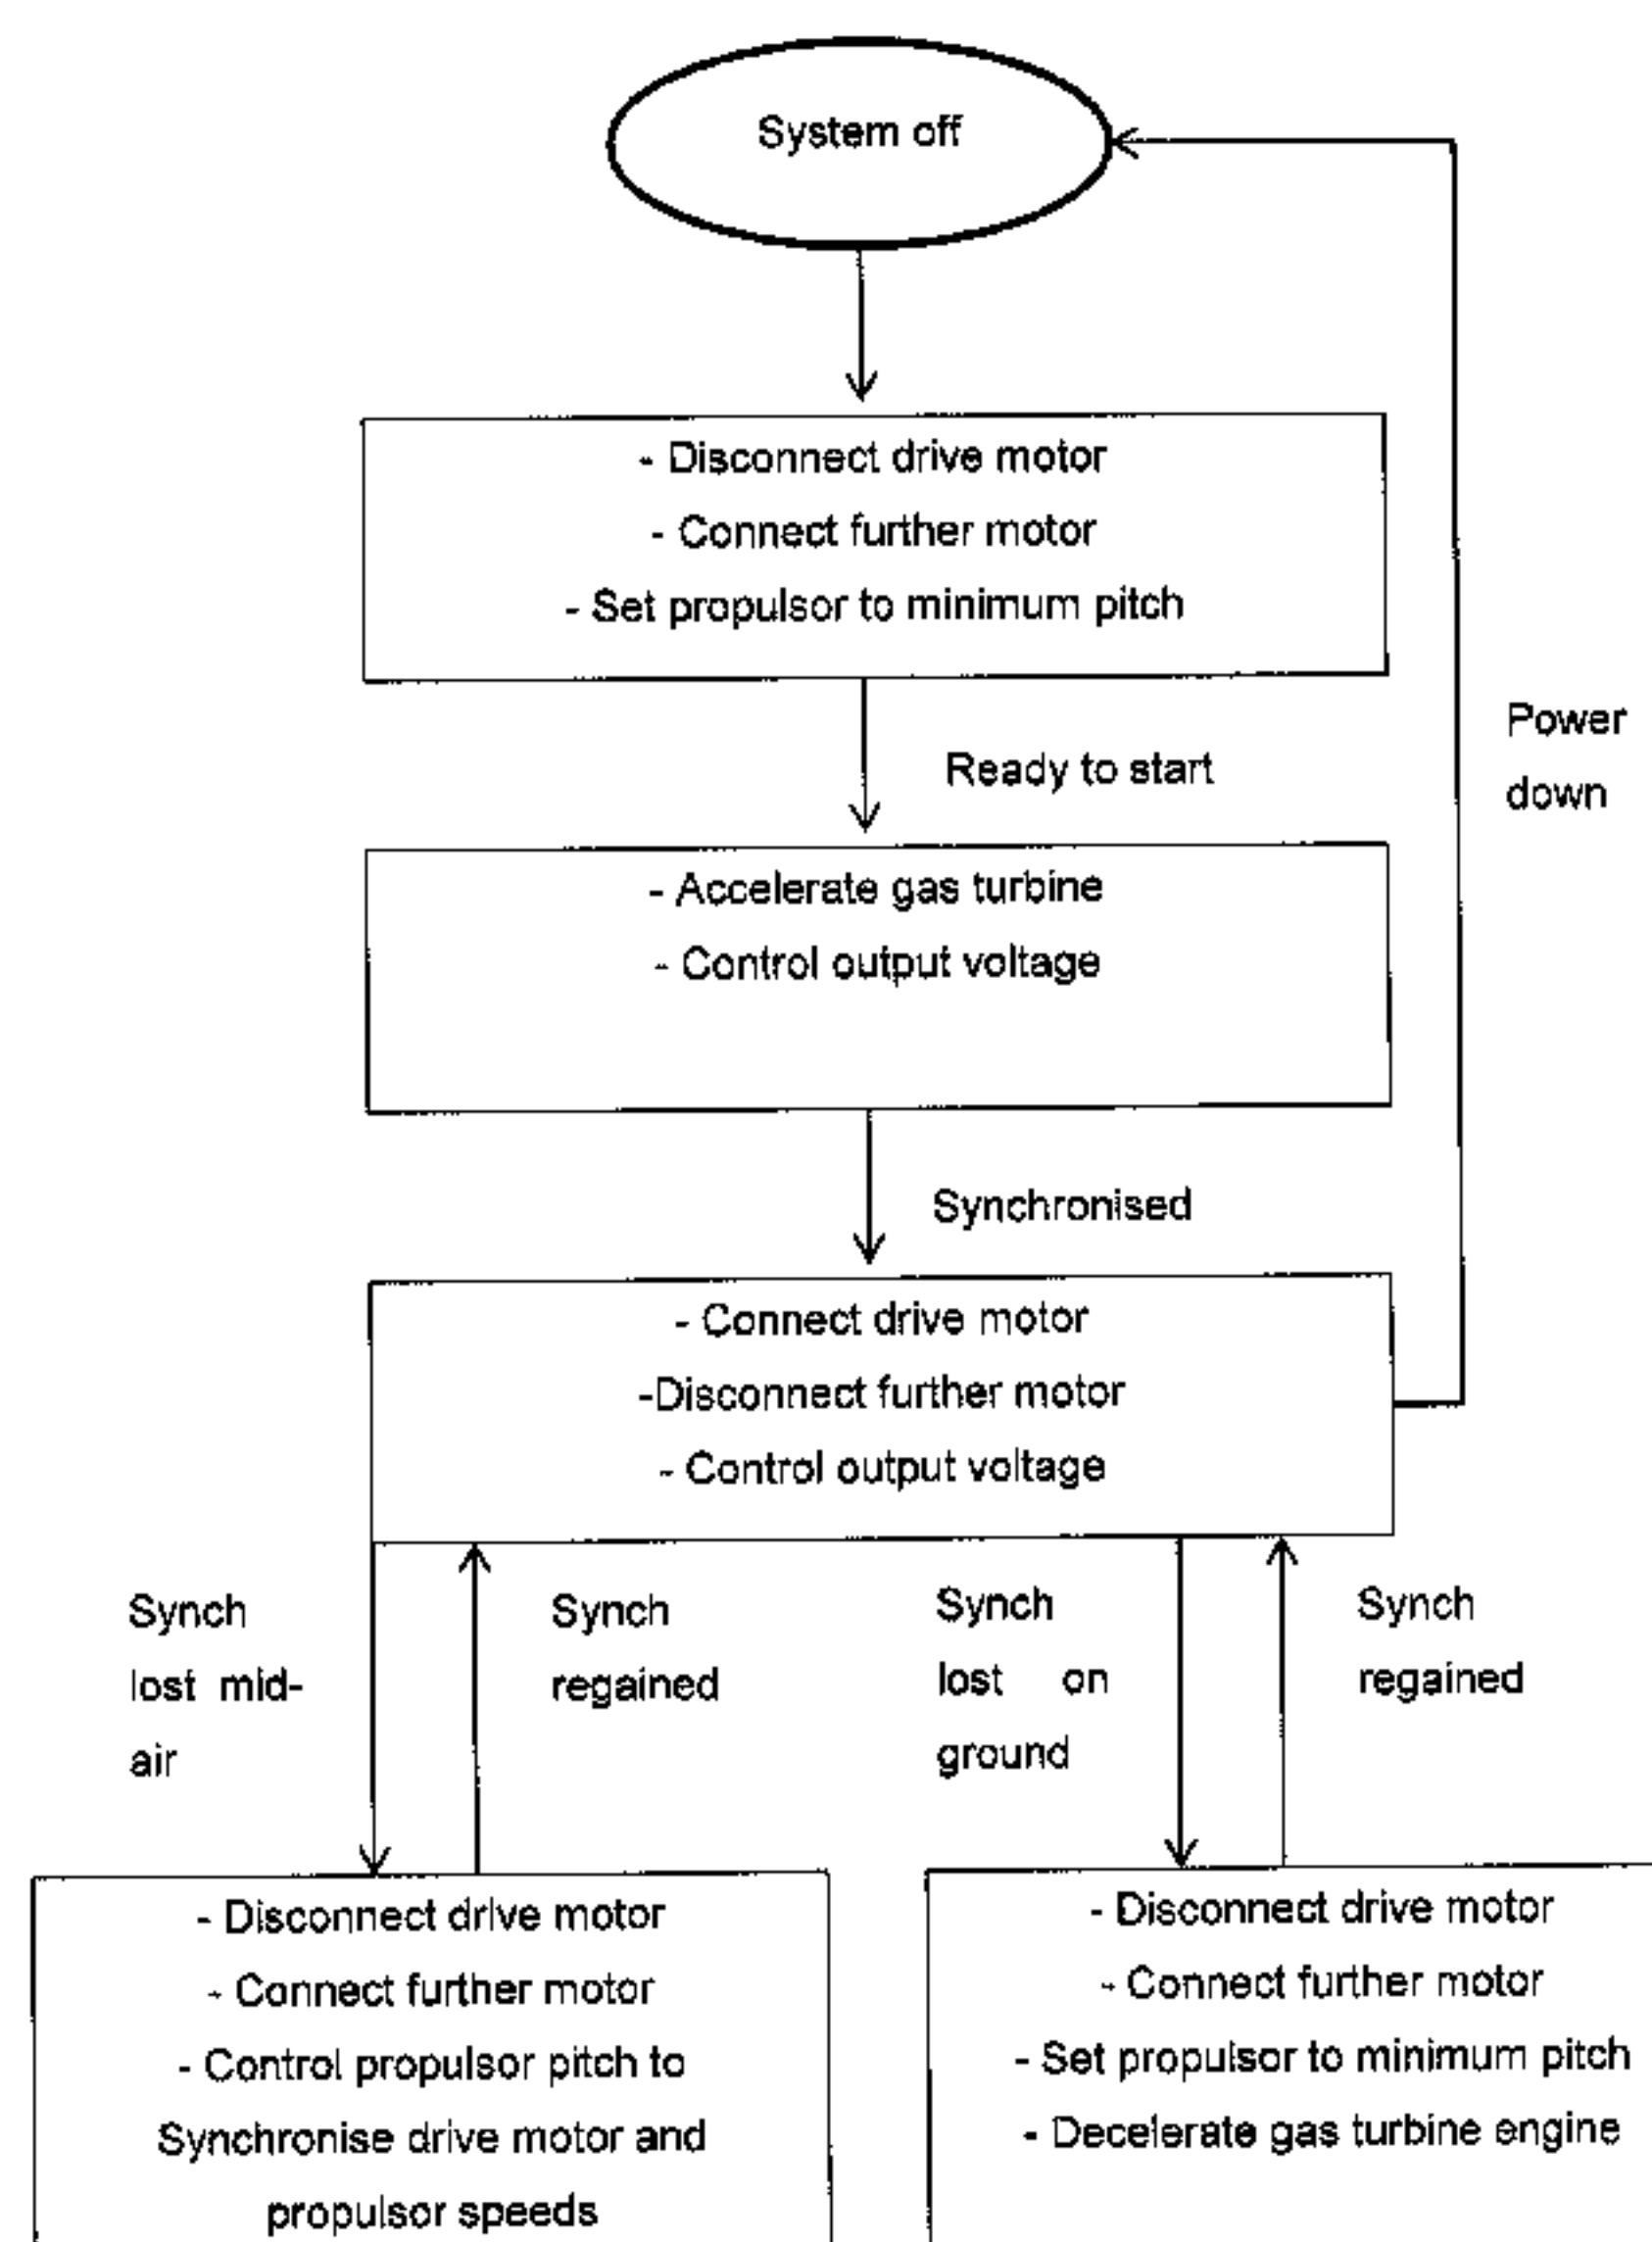 System off
- Disconnect drive motor
- Connect further motor
- Set propulsor to minimum pitch
Power
down
Ready to start
- Accelerate gas turbine
- Control output voltage
Synchronised
- Connect drive motor
-Disconnect further motor
- Control output voltage
Synch
lost mid-
air
Synch
regained
Synch
lost on
ground
Synch
regained
- Disconnect drive motor
- Connect further motor
- Control propulsor pitch to
Synchronise drive motor and
propulsor speeds
- Disconnect drive motor
- Connect further motor
- Set propulsor to minimum pitch
- Decelerate gas turbine engine